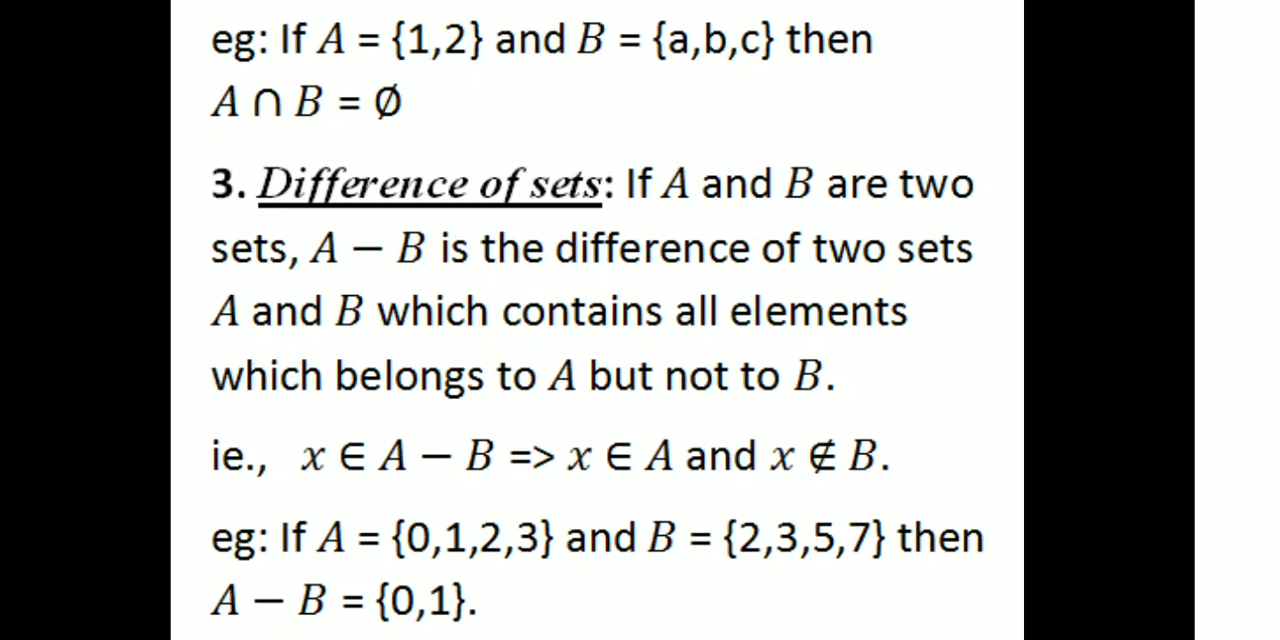 eg: If A = {1,2} and B = {a,b,c} then
A ∩ B = ∅
3. Difference of sets: If A and B are two
sets, A − B is the difference of two sets
A and B which contains all elements
which belongs to A but not to B.
ie., x ∈ A − B => x ∈ A and x ∉ B.
eg: If A = {0,1,2,3} and B = {2,3,5,7} then
A − B = {0,1}.